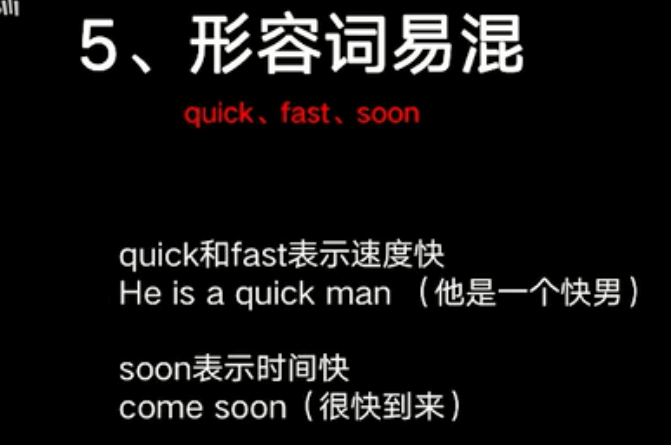 5、形容词易混
quick、fast、soon
quick和fast表示速度快
He is a quick man （他是一个快男）
soon表示时间快
come soon（很快到来）